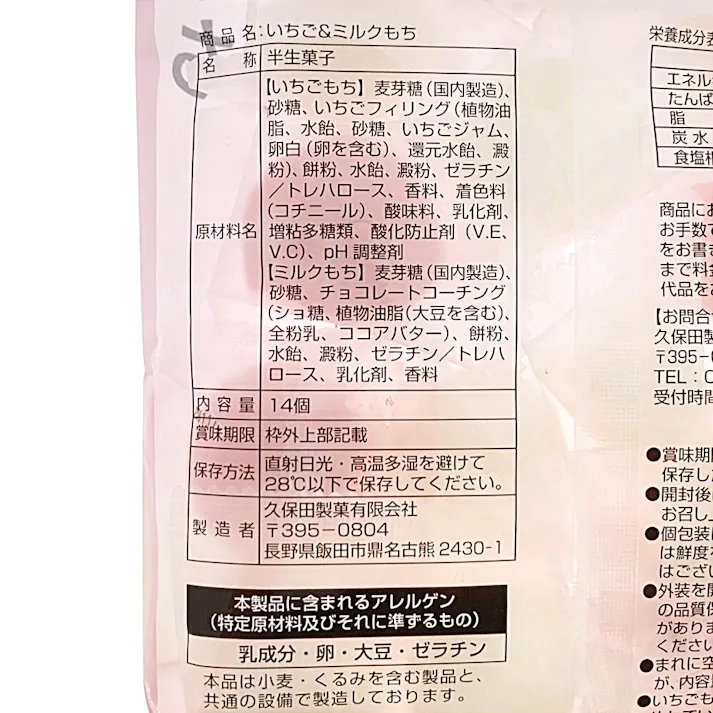 商品名:いちご&ミルクもち
名称 半生菓子
原材料名
【いちごもち】麦芽糖(国内製造)、
砂糖、いちごフィリング(植物油
脂、水飴、砂糖、いちごジャム、
卵白(卵を含む)、還元水飴、澱
粉)、餅粉、水飴、澱粉、ゼラチン
/トレハロース、香料、着色料
(コチニール)、酸味料、乳化剤、
増粘多糖類、酸化防止剤(V.E、
V.C)、pH調整剤
【ミルクもち】麦芽糖(国内製造)、
砂糖、チョコレートコーチング
(ショ糖、植物油脂(大豆を含む)、
全粉乳、ココアバター)、餅粉、
水飴、澱粉、ゼラチン/トレハ
ロース、乳化剤、香料
内容量 14個
賞味期限 枠外上部記載
保存方法 直射日光・高温多湿を避けて
28℃以下で保存してください。
製造者 久保田製菓有限会社
〒395-0804
長野県飯田市鼎名古熊2430-1
本製品に含まれるアレルゲン
(特定原材料及びそれに準ずるもの)
乳成分・卵・大豆・ゼラチン
本品は小麦・くるみを含む製品と、
共通の設備で製造しております。
栄養成分表
エネル
たんぱ
脂
炭水
食塩相
商品にお
お手数で
をお書き
まで料金
代品をお
【お問合せ
久保田製
〒395-0
TEL:0
受付時間
●賞味期限
保存した
●開封後は
お召し上
●個包装に
は鮮度を
はござい
●外装を開
の品質保
がありま
ください
●まれに空
が、内容
●いちごも